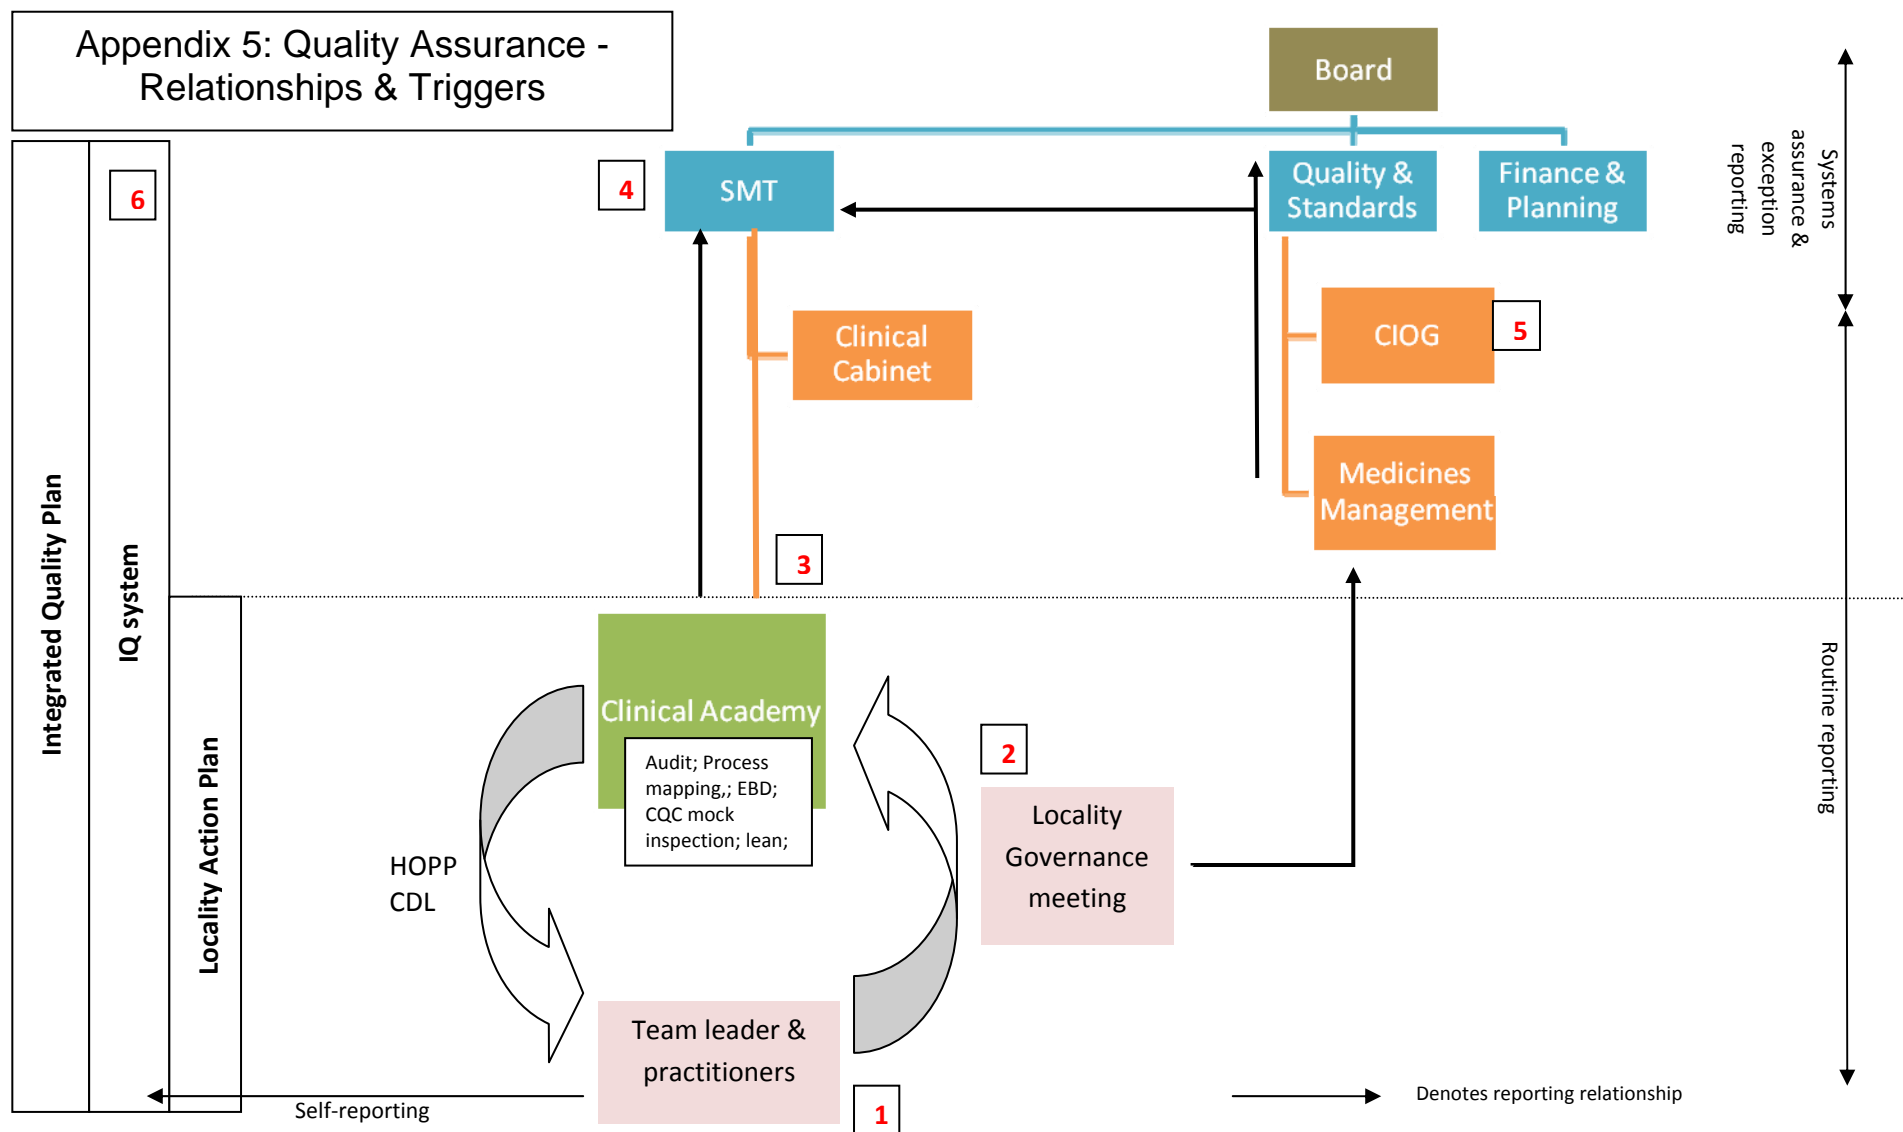 Appendix 5: Quality Assurance -
Relationships & Triggers
Board
SMT
Quality &
Standards
Finance &
Planning
Systems
assurance &
exception
reporting
4
6
Clinical
Cabinet
CIOG
5
Medicines
Management
3
Integrated Quality Plan
IQ system
Locality Action Plan
Clinical Academy
Audit; Process
mapping,; EBD;
CQC mock
inspection; lean;
2
Locality
Governance
meeting
HOPP
CDL
Routine reporting
Team leader &
practitioners
1
Self-reporting
Denotes reporting relationship